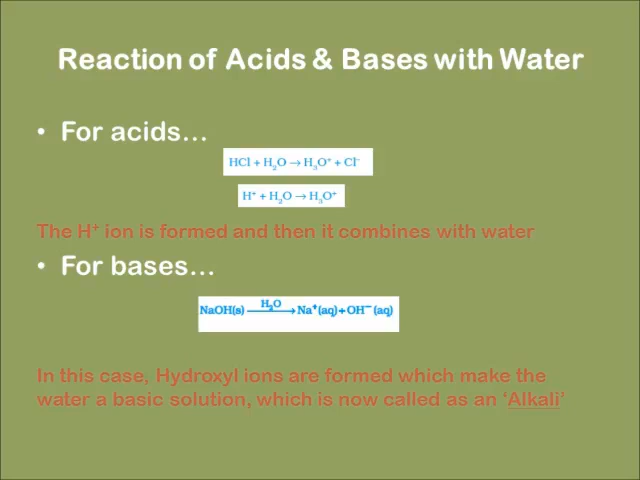 Reaction of Acids & Bases with Water
• For acids…
HCl + H₂O → H₃O⁺ + Cl⁻
H⁺ + H₂O → H₃O⁺
The H⁺ ion is formed and then it combines with water
• For bases…
NaOH(s) —H₂O→ Na⁺(aq) + OH⁻(aq)
In this case, Hydroxyl ions are formed which make the
water a basic solution, which is now called as an ‘Alkali’